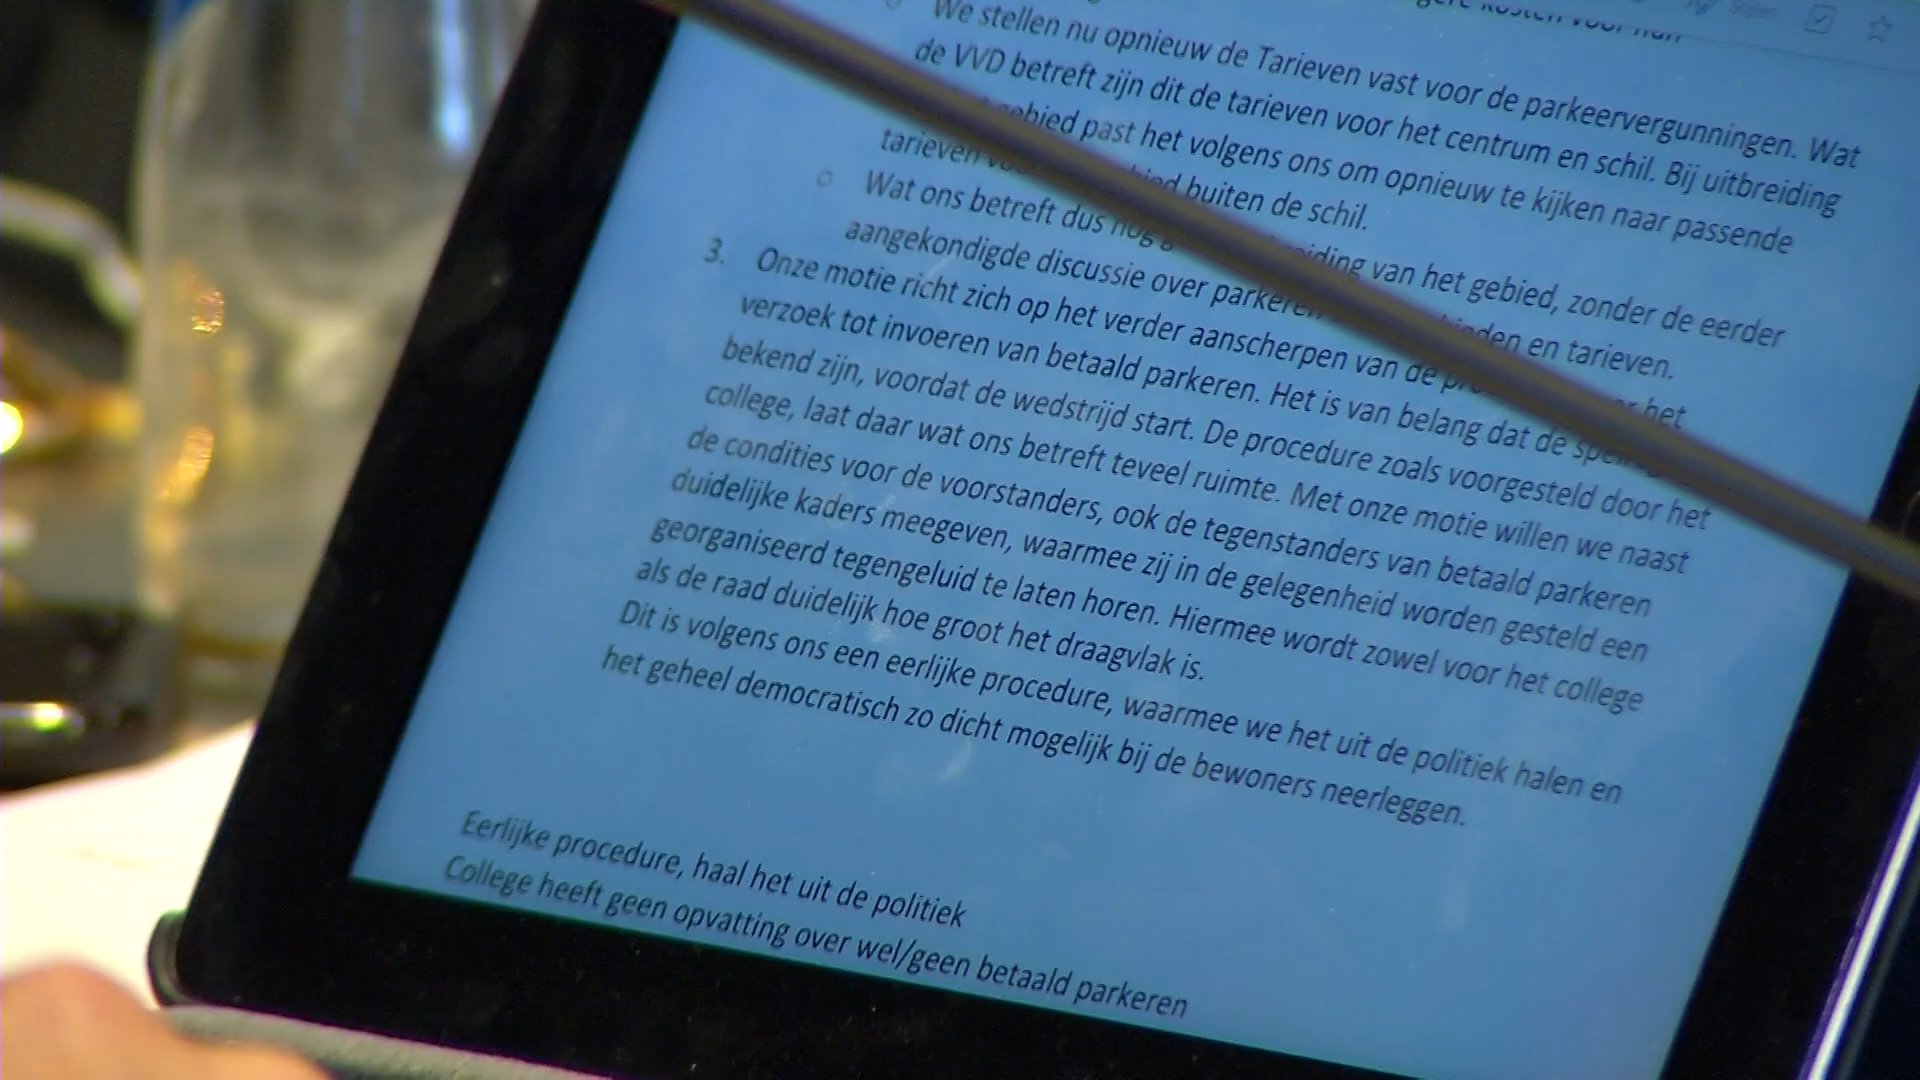 kosten voor hun
We stellen nu opnieuw de Tarieven vast voor de parkeervergunningen. Wat
de VVD betreft zijn dit de tarieven voor het centrum en schil. Bij uitbreiding
gebied past het volgens ons om opnieuw te kijken naar passende
tarieven buiten de schil.
o Wat ons betreft dus nog van het gebied, zonder de eerder
aangekondigde discussie over parkeren en tarieven.
3. Onze motie richt zich op het verder aanscherpen van de het
verzoek tot invoeren van betaald parkeren. Het is van belang dat de
bekend zijn, voordat de wedstrijd start. De procedure zoals voorgesteld door het
college, laat daar wat ons betreft teveel ruimte. Met onze motie willen we naast
de condities voor de voorstanders, ook de tegenstanders van betaald parkeren
duidelijke kaders meegeven, waarmee zij in de gelegenheid worden gesteld een
georganiseerd tegengeluid te laten horen. Hiermee wordt zowel voor het college
als de raad duidelijk hoe groot het draagvlak is.
Dit is volgens ons een eerlijke procedure, waarmee we het uit de politiek halen en
het geheel democratisch zo dicht mogelijk bij de bewoners neerleggen.
Eerlijke procedure, haal het uit de politiek
College heeft geen opvatting over wel/geen betaald parkeren